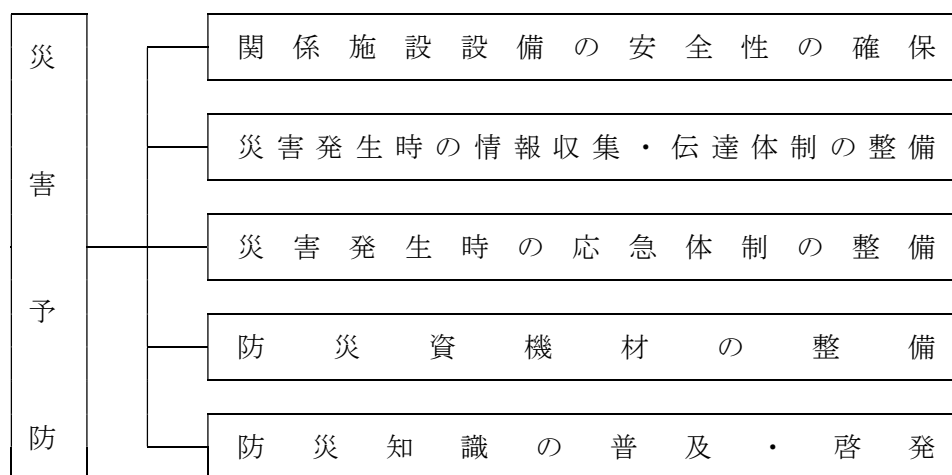 災害予防
関係施設設備の安全性の確保
災害発生時の情報収集・伝達体制の整備
災害発生時の応急体制の整備
防災資機材の整備
防災知識の普及・啓発